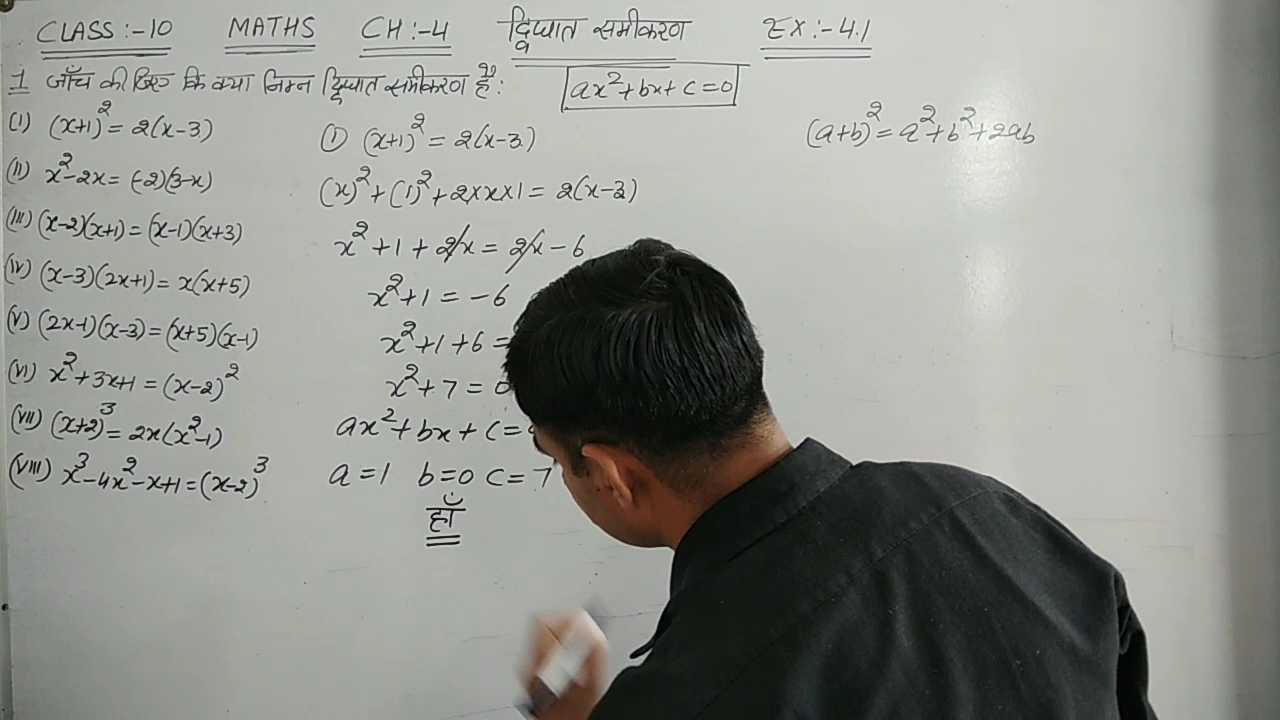 CLASS :- 10 MATHS CH :- 4 द्विघात समीकरण EX :- 4.1
1 जाँच कीजिए कि क्या निम्न द्विघात समीकरण है: ax²+bx+c=0
(i) (x+1)²=2(x-3)
(ii) x²-2x=(-2)(3-x)
(iii) (x-2)(x+1)=(x-1)(x+3)
(iv) (x-3)(2x+1)=x(x+5)
(v) (2x-1)(x-3)=(x+5)(x-1)
(vi) x²+3x+1=(x-2)²
(vii) (x+2)³=2x(x²-1)
(viii) x³-4x²-x+1=(x-2)³
① (x+1)²=2(x-3)
(x)²+(1)²+2×x×1=2(x-3)
x²+1+2x=2x-6
x²+1=-6
x²+1+6=
x²+7=0
ax²+bx+c=
a=1 b=0 c=7
हाँ
(a+b)²=a²+b²+2ab